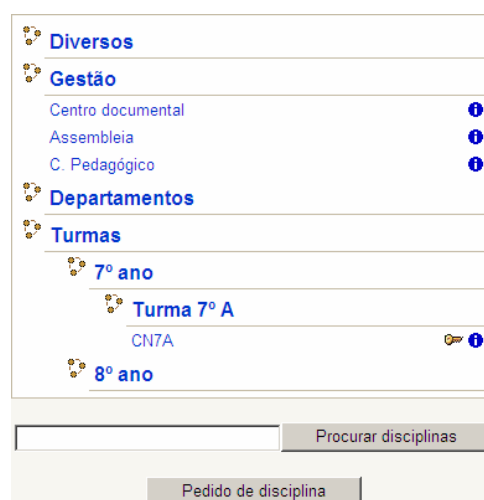 Diversos
Gestão
Centro documental
Assembleia
C. Pedagógico
Departamentos
Turmas
7º ano
Turma 7º A
CN7A
8º ano
Procurar disciplinas
Pedido de disciplina